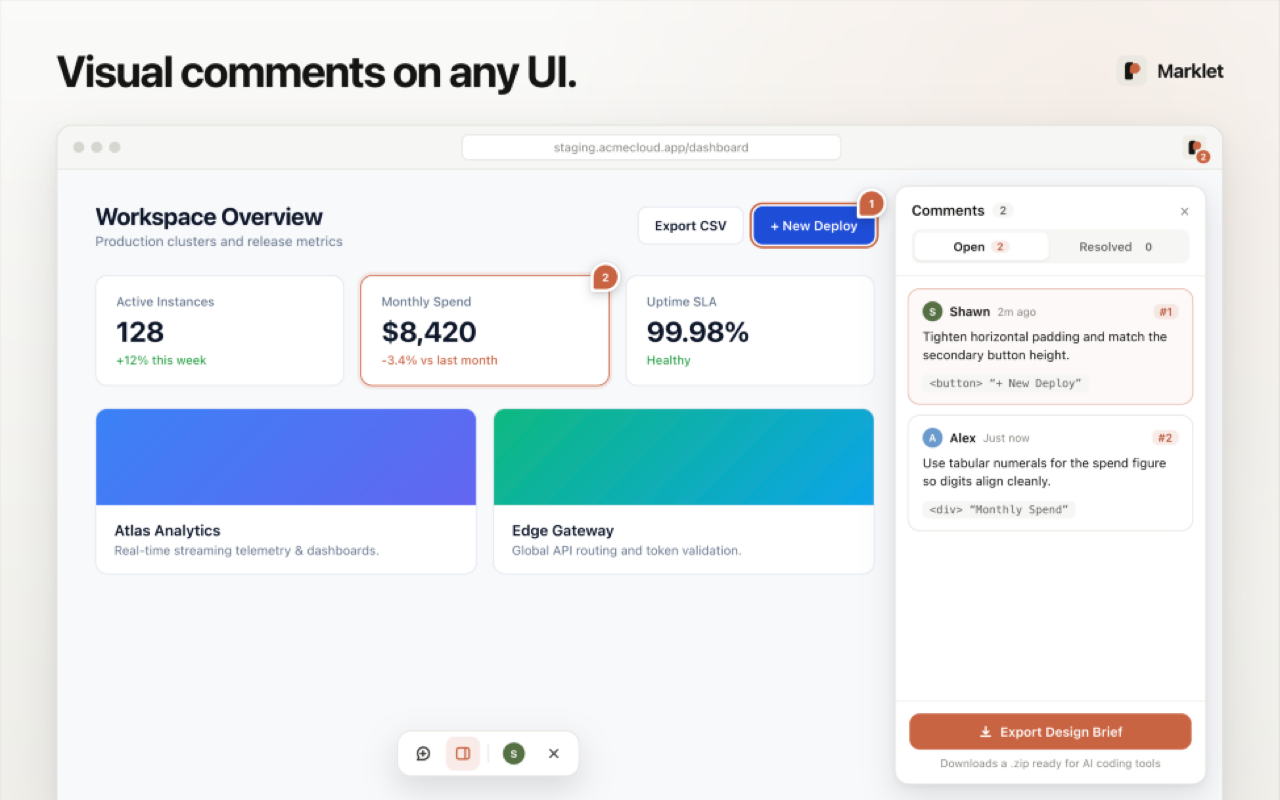 Visual comments on any UI.
Marklet
staging.acmecloud.app/dashboard
2
Workspace Overview
Production clusters and release metrics
Export CSV
+ New Deploy
1
Active Instances
128
+12% this week
Monthly Spend
$8,420
-3.4% vs last month
2
Uptime SLA
99.98%
Healthy
Atlas Analytics
Real-time streaming telemetry & dashboards.
Edge Gateway
Global API routing and token validation.
S
Comments 2
Open 2
Resolved 0
S Shawn 2m ago #1
Tighten horizontal padding and match the
secondary button height.
<button> “+ New Deploy”
A Alex Just now #2
Use tabular numerals for the spend figure
so digits align cleanly.
<div> “Monthly Spend”
Export Design Brief
Downloads a .zip ready for AI coding tools